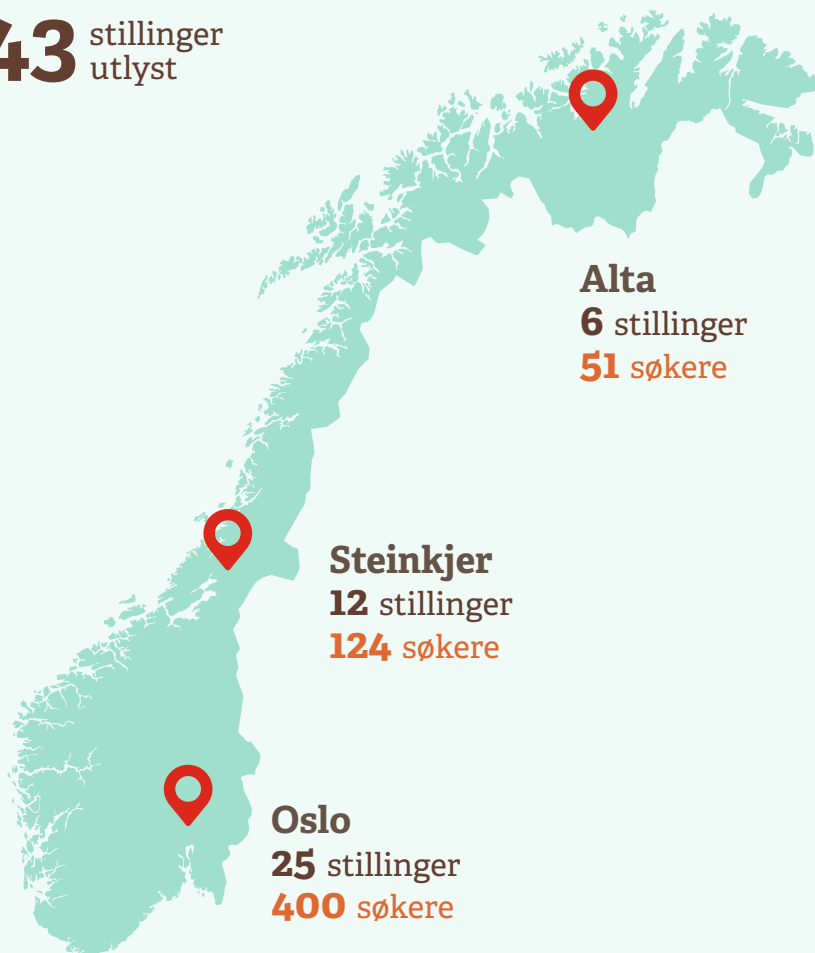 43 stillinger
utlyst
Alta
6 stillinger
51 søkere
Steinkjer
12 stillinger
124 søkere
Oslo
25 stillinger
400 søkere